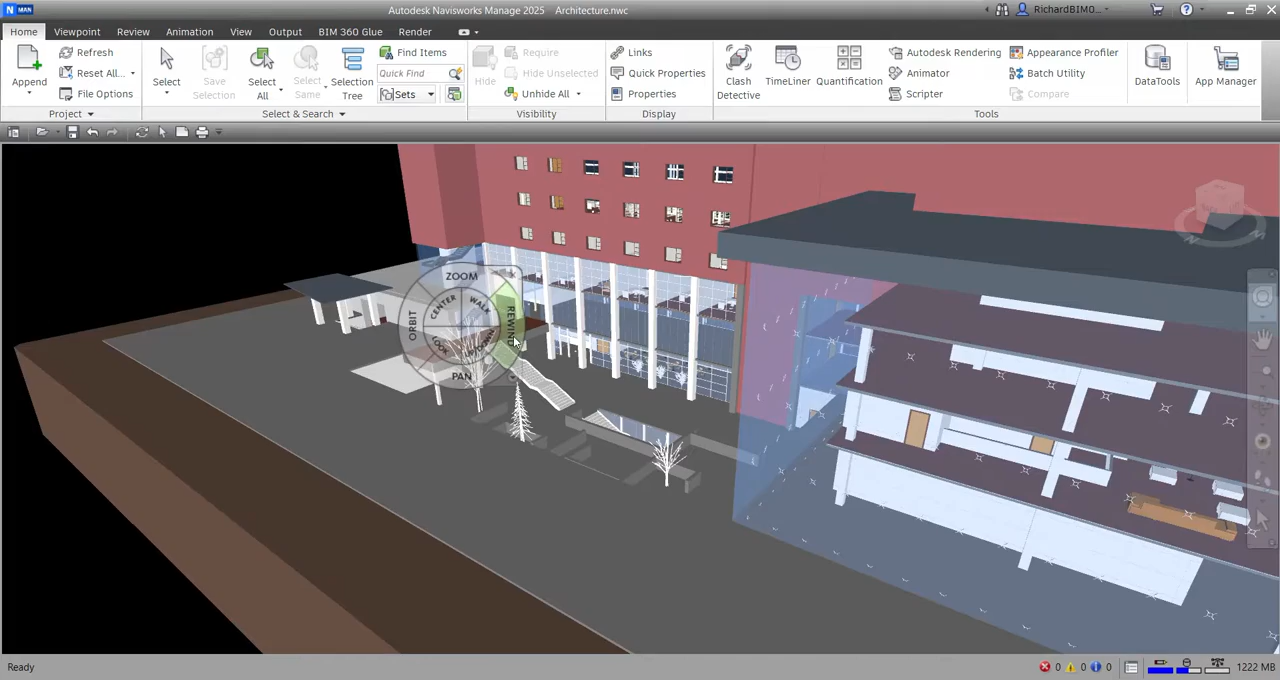 N MAN
Autodesk Navisworks Manage 2025 Architecture.nwc
RichardBIM0...
Home Viewpoint Review Animation View Output BIM 360 Glue Render
Append
Refresh
Reset All...
File Options
Project
Select
Save Selection
Select All
Select Same
Selection Tree
Find Items
Quick Find
Sets
Select & Search
Hide
Require
Hide Unselected
Unhide All
Visibility
Links
Quick Properties
Properties
Display
Clash Detective
TimeLiner
Quantification
Autodesk Rendering
Animator
Scripter
Appearance Profiler
Batch Utility
Compare
Tools
DataTools
App Manager
ZOOM
CENTER
WALK
ORBIT
REWIND
LOOK
PAN
Ready
0 0 0
1222 MB